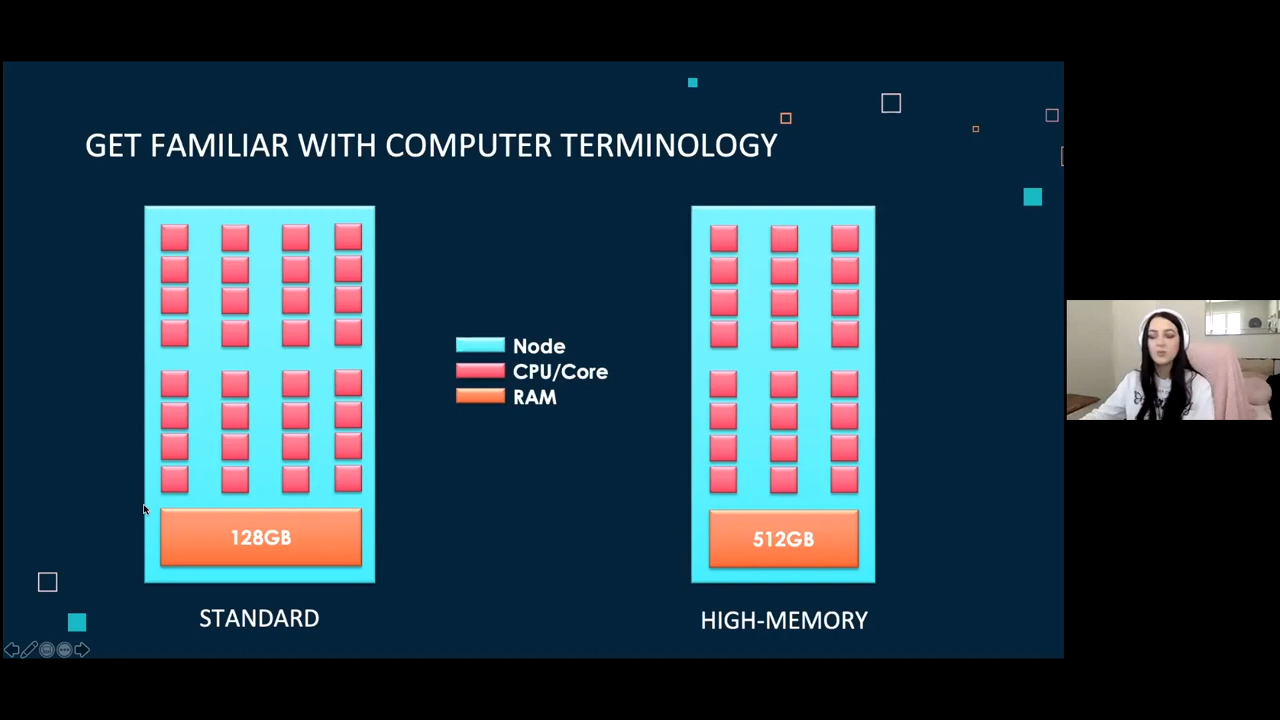 GET FAMILIAR WITH COMPUTER TERMINOLOGY
Node
CPU/Core
RAM
128GB
512GB
STANDARD
HIGH-MEMORY